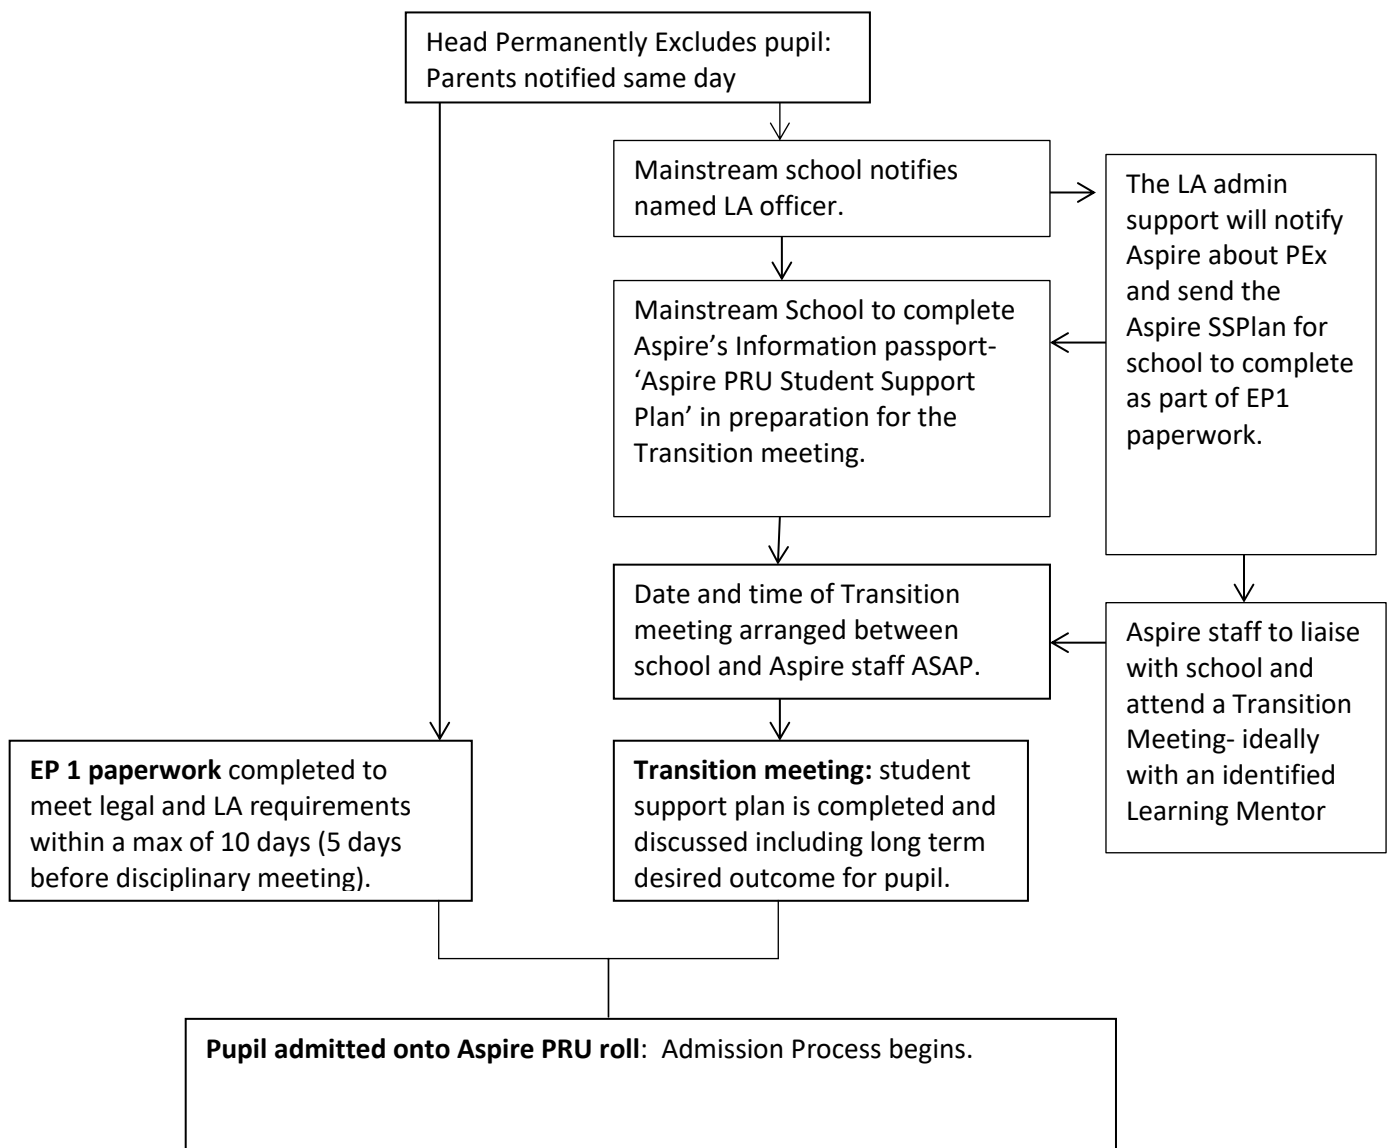 Head Permanently Excludes pupil:
Parents notified same day
Mainstream school notifies
named LA officer.
The LA admin
support will notify
Aspire about PEx
and send the
Aspire SSPlan for
school to complete
as part of EP1
paperwork.
Mainstream School to complete
Aspire’s Information passport-
‘Aspire PRU Student Support
Plan’ in preparation for the
Transition meeting.
Date and time of Transition
meeting arranged between
school and Aspire staff ASAP.
Aspire staff to liaise
with school and
attend a Transition
Meeting- ideally
with an identified
Learning Mentor
EP 1 paperwork completed to
meet legal and LA requirements
within a max of 10 days (5 days
before disciplinary meeting).
Transition meeting: student
support plan is completed and
discussed including long term
desired outcome for pupil.
Pupil admitted onto Aspire PRU roll:  Admission Process begins.